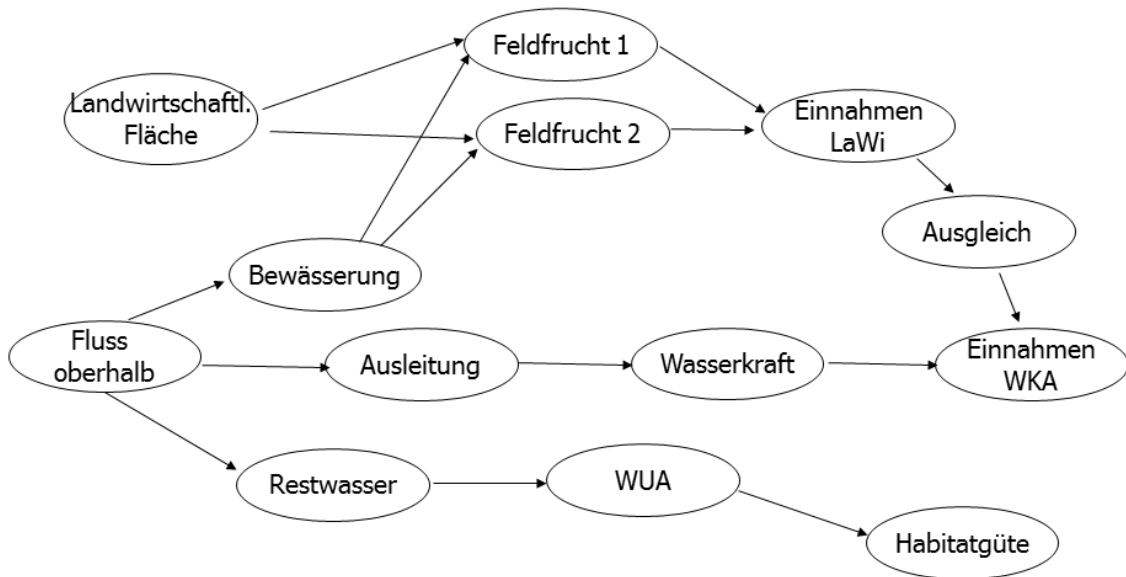 Feldfrucht 1
Landwirtschaftl.
Fläche
Feldfrucht 2
Einnahmen
LaWi
Ausgleich
Bewässerung
Fluss
oberhalb
Ausleitung
Wasserkraft
Einnahmen
WKA
Restwasser
WUA
Habitatgüte